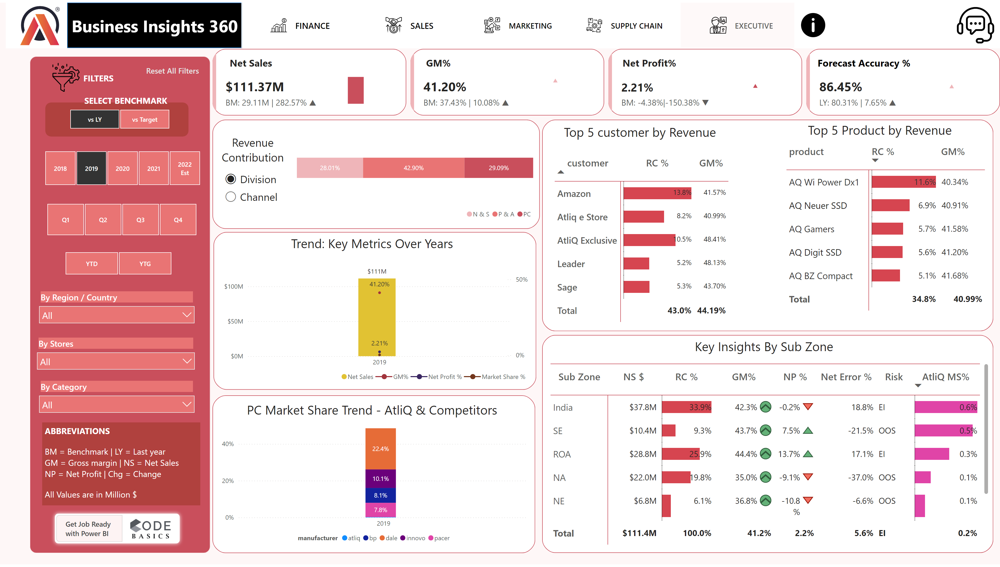 ®
Business Insights 360
FINANCE
SALES
MARKETING
SUPPLY CHAIN
EXECUTIVE
i
FILTERS
Reset All Filters
SELECT BENCHMARK
vs LY
vs Target
2018
2019
2020
2021
2022
Est
Q1
Q2
Q3
Q4
YTD
YTG
By Region / Country
All
By Stores
All
By Category
All
ABBREVIATIONS
BM = Benchmark | LY = Last year
GM = Gross margin | NS = Net Sales
NP = Net Profit | Chg = Change
All Values are in Million $
Get Job Ready
with Power BI
CODE
BASICS
Net Sales
$111.37M
BM: 29.11M | 282.57% ▲
GM%
41.20%
BM: 37.43% | 10.08% ▲
Net Profit%
2.21%
BM: -4.38%|-150.38% ▼
Forecast Accuracy %
86.45%
LY: 80.31% | 7.65% ▲
Revenue
Contribution
Division
Channel
28.01% 42.90% 29.09%
N & S P & A PC
Trend: Key Metrics Over Years
$111M
41.20%
2.21%
$100M
$50M
$0M
50%
0%
2019
Net Sales GM% Net Profit % Market Share %
PC Market Share Trend - AtliQ & Competitors
40%
20%
0%
22.4%
10.1%
8.1%
7.8%
2019
manufacturer atliq bp dale innovo pacer
Top 5 customer by Revenue
customer RC % GM%
Amazon 13.8% 41.57%
Atliq e Store 8.2% 40.99%
AtliQ Exclusive 10.5% 48.41%
Leader 5.2% 48.13%
Sage 5.3% 43.70%
Total 43.0% 44.19%
Top 5 Product by Revenue
product RC % GM%
AQ Wi Power Dx1 11.6% 40.34%
AQ Neuer SSD 6.9% 40.91%
AQ Gamers 5.7% 41.58%
AQ Digit SSD 5.6% 41.20%
AQ BZ Compact 5.1% 41.68%
Total 34.8% 40.99%
Key Insights By Sub Zone
Sub Zone NS $ RC % GM% NP % Net Error % Risk AtliQ MS%
India $37.8M 33.9% 42.3% -0.2% 18.8% EI 0.6%
SE $10.4M 9.3% 43.7% 7.5% -21.5% OOS 0.5%
ROA $28.8M 25.9% 44.4% 13.7% 17.1% EI 0.3%
NA $22.0M 19.8% 35.0% -9.1% -37.0% OOS 0.1%
NE $6.8M 6.1% 36.8% -10.8 % -6.6% OOS 0.1%
Total $111.4M 100.0% 41.2% 2.2% 5.6% EI 0.2%